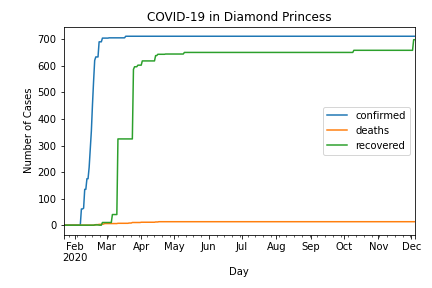 COVID-19 in Diamond Princess
Number of Cases
700
600
500
400
300
200
100
0
confirmed
deaths
recovered
Feb Mar Apr May Jun Jul Aug Sep Oct Nov Dec
2020
Day